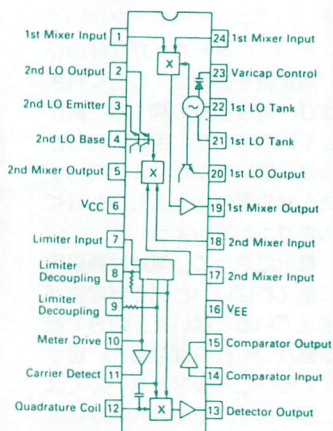 1st Mixer Input 1
2nd LO Output 2
2nd LO Emitter 3
2nd LO Base 4
2nd Mixer Output 5
VCC 6
Limiter Input 7
Limiter
Decoupling 8
Limiter
Decoupling 9
Meter Drive 10
Carrier Detect 11
Quadrature Coil 12
X
X
X
24 1st Mixer Input
23 Varicap Control
22 1st LO Tank
21 1st LO Tank
20 1st LO Output
19 1st Mixer Output
18 2nd Mixer Input
17 2nd Mixer Input
16 VEE
15 Comparator Output
14 Comparator Input
13 Detector Output